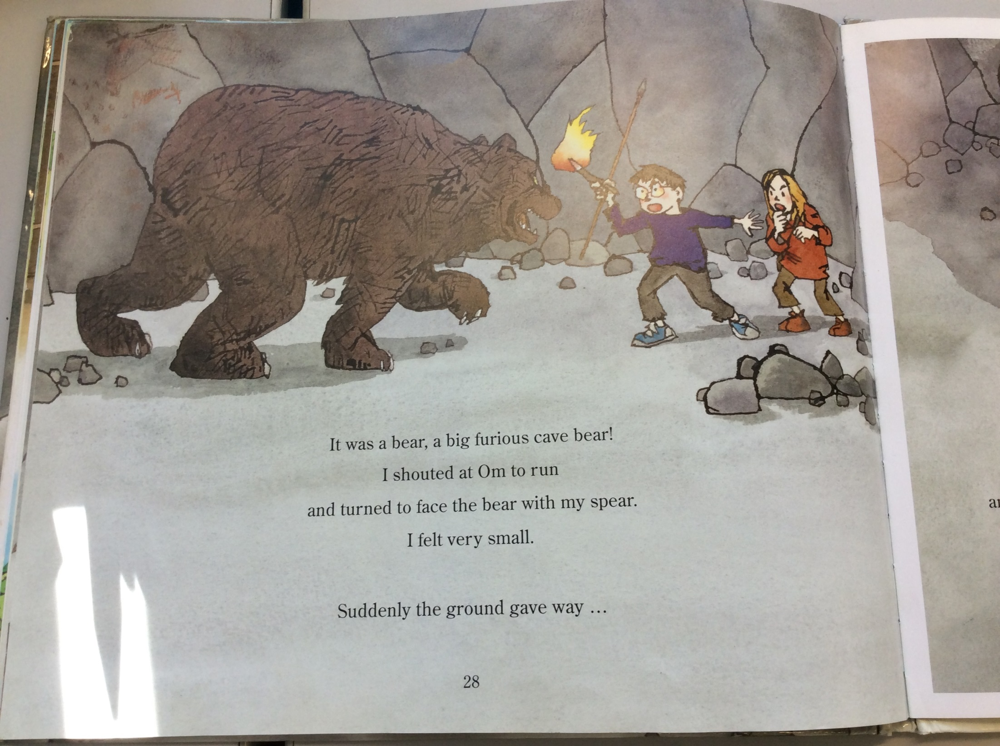 It was a bear, a big furious cave bear!
I shouted at Om to run
and turned to face the bear with my spear.
I felt very small.
Suddenly the ground gave way ...
28